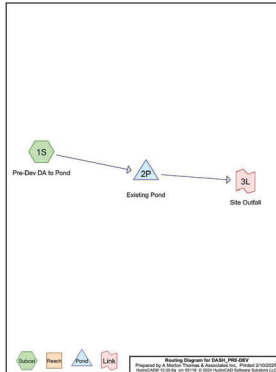 1S
Pre-Dev DA to Pond
2P
Existing Pond
3L
Site Outfall
Subcat
Reach
Pond
Link
Routing Diagram for DASH_PRE-DEV
Prepared by A Morton Thomas & Associates Inc, Printed 2/10/2025
HydroCAD® 10.20-6a s/n 05118 © 2024 HydroCAD Software Solutions LLC